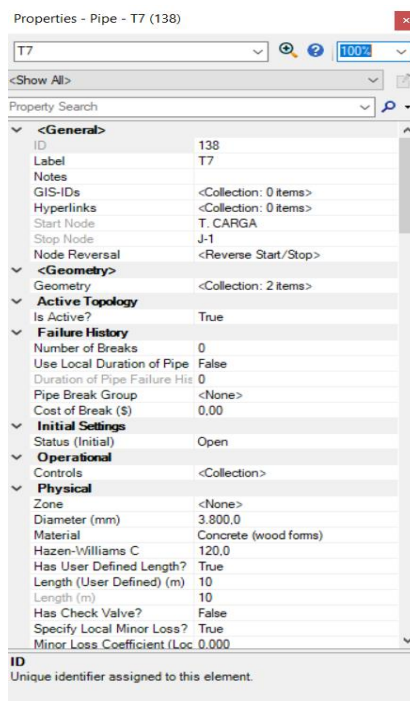 Properties - Pipe - T7 (138)
T7 100%
<Show All>
Property Search
<General>
ID 138
Label T7
Notes
GIS-IDs <Collection: 0 items>
Hyperlinks <Collection: 0 items>
Start Node T. CARGA
Stop Node J-1
Node Reversal <Reverse Start/Stop>
<Geometry>
Geometry <Collection: 2 items>
Active Topology
Is Active? True
Failure History
Number of Breaks 0
Use Local Duration of Pipe False
Duration of Pipe Failure His 0
Pipe Break Group <None>
Cost of Break ($) 0,00
Initial Settings
Status (Initial) Open
Operational
Controls <Collection>
Physical
Zone <None>
Diameter (mm) 3.800,0
Material Concrete (wood forms)
Hazen-Williams C 120,0
Has User Defined Length? True
Length (User Defined) (m) 10
Length (m) 10
Has Check Valve? False
Specify Local Minor Loss? True
Minor Loss Coefficient (Loc 0.000
ID
Unique identifier assigned to this element.